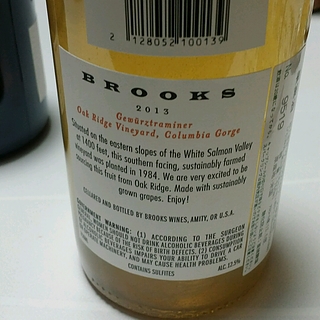 2 128052 100139
BROOKS
2013
Gewürztraminer
Oak Ridge Vineyard, Columbia Gorge
Situated on the eastern slopes of the White Salmon Valley
at 1400 feet, this southern facing, sustainably farmed
vineyard was planted in 1984. We are very excited to be
sourcing this fruit from Oak Ridge. Made with sustainably
grown grapes. Enjoy!
CELLARED AND BOTTLED BY BROOKS WINES, AMITY, OR U.S.A.
GOVERNMENT WARNING: (1) ACCORDING TO THE SURGEON
GENERAL, WOMEN SHOULD NOT DRINK ALCOHOLIC BEVERAGES DURING
PREGNANCY BECAUSE OF THE RISK OF BIRTH DEFECTS. (2) CONSUMPTION
OF ALCOHOLIC BEVERAGES IMPAIRS YOUR ABILITY TO DRIVE A CAR
OR OPERATE MACHINERY, AND MAY CAUSE HEALTH PROBLEMS.
CONTAINS SULFITES
ALC. 12.5%